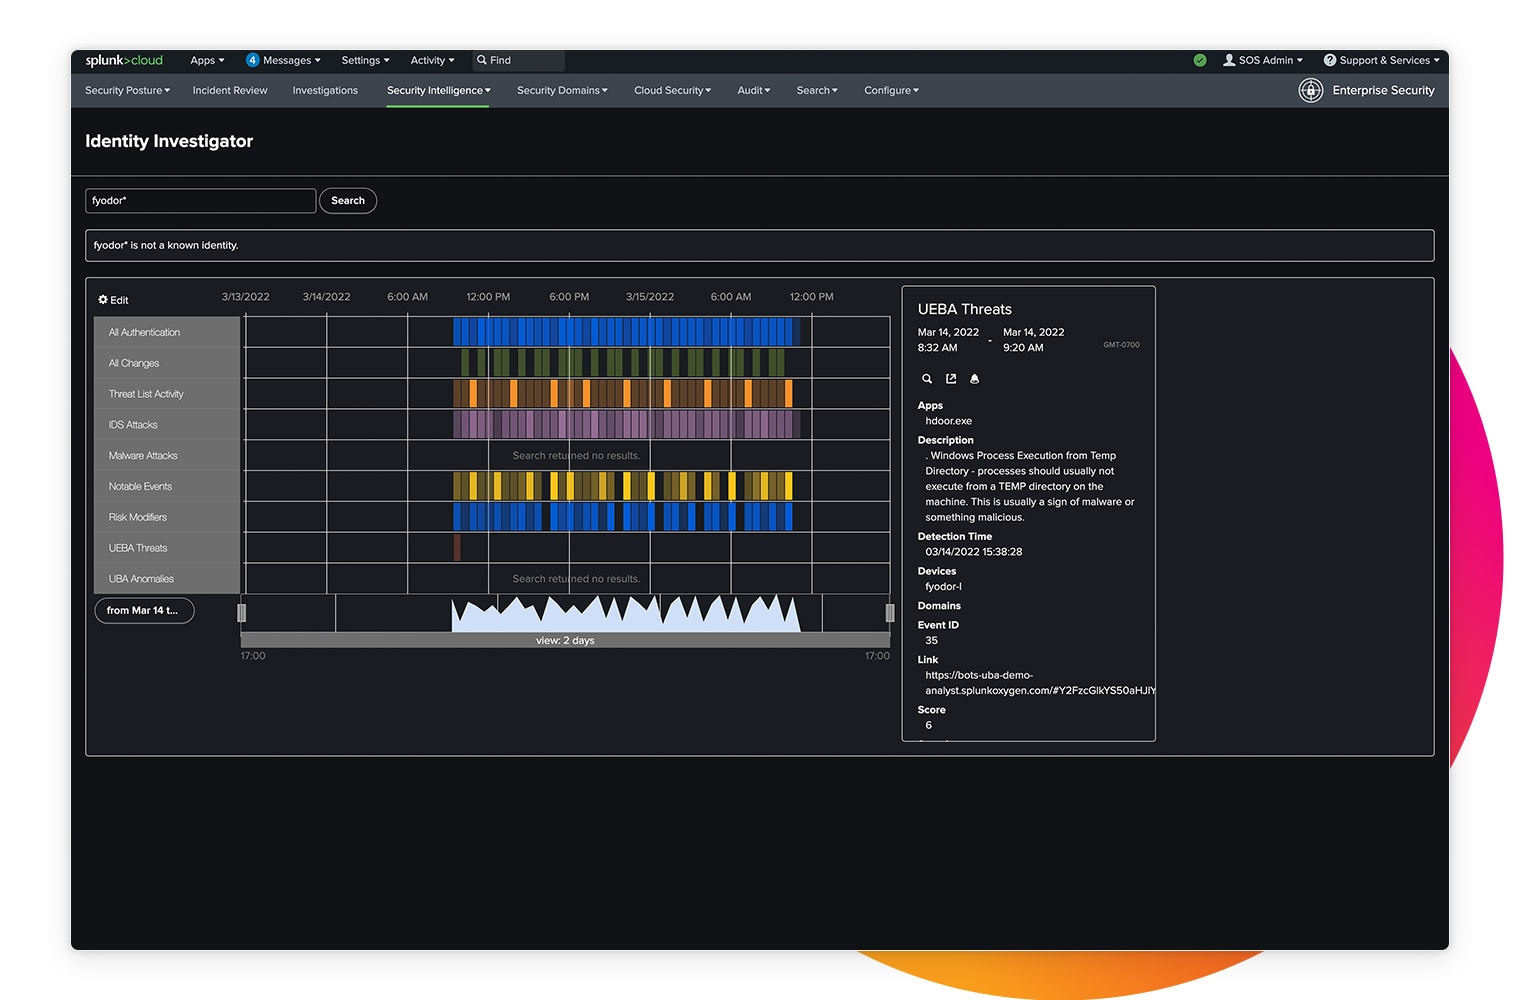 splunk>cloud Apps 4 Messages Settings Activity Find SOS Admin ? Support & Services
Security Posture Incident Review Investigations Security Intelligence Security Domains Cloud Security Audit Search Configure Enterprise Security
Identity Investigator
fyodor* Search
fyodor* is not a known identity.
Edit
3/13/2022 3/14/2022 6:00 AM 12:00 PM 6:00 PM 3/15/2022 6:00 AM 12:00 PM
All Authentication
All Changes
Threat List Activity
IDS Attacks
Malware Attacks Search returned no results.
Notable Events
Risk Modifiers
UEBA Threats
UBA Anomalies Search returned no results.
from Mar 14 t...
view: 2 days
17:00 17:00
UEBA Threats
Mar 14, 2022 - Mar 14, 2022
8:32 AM 9:20 AM GMT-0700
Apps
hdoor.exe
Description
. Windows Process Execution from Temp
Directory - processes should usually not
execute from a TEMP directory on the
machine. This is usually a sign of malware or
something malicious.
Detection Time
03/14/2022 15:38:28
Devices
fyodor-l
Domains
Event ID
35
Link
https://bots-uba-demo-
analyst.splunkoxygen.com/#Y2FzcGlkYS50aHJlY
Score
6